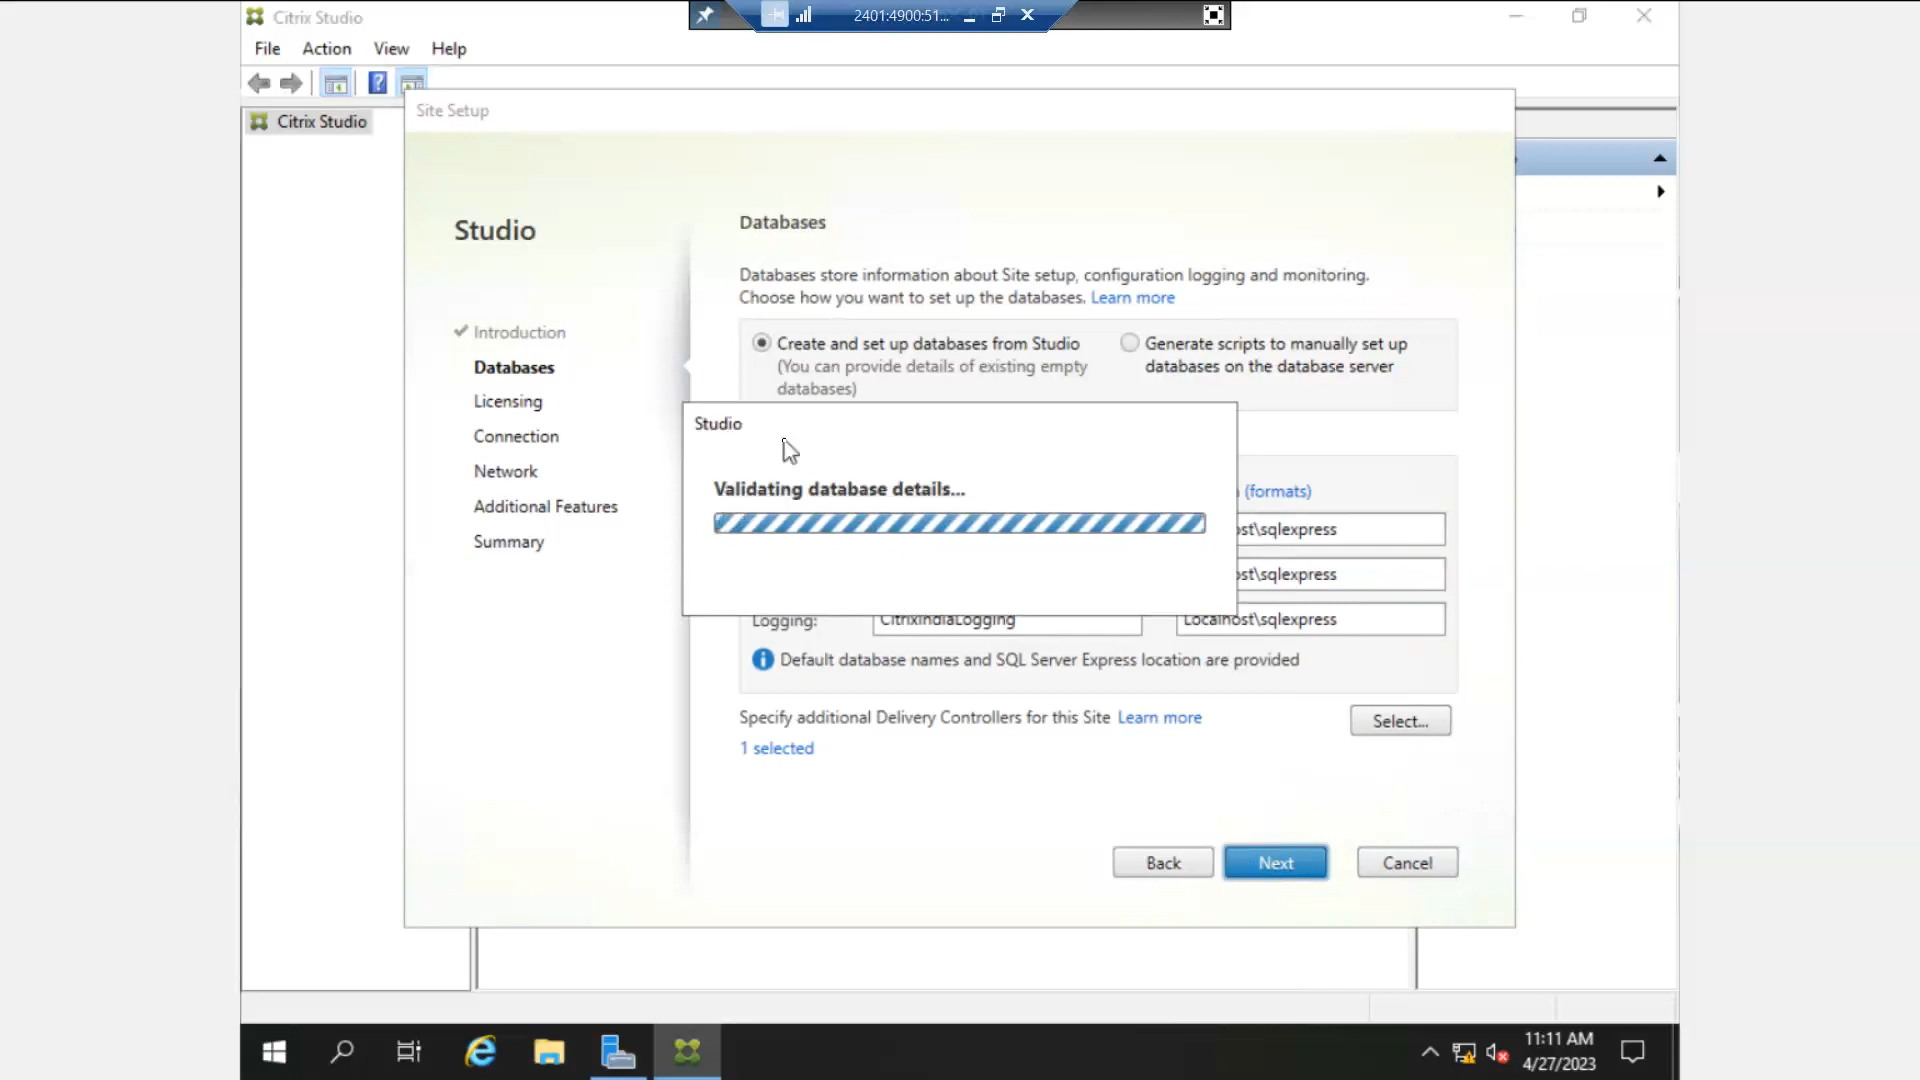 Citrix Studio
2401:4900:51...
File Action View Help
Citrix Studio
Site Setup
Studio
Introduction
Databases
Licensing
Connection
Network
Additional Features
Summary
Databases
Databases store information about Site setup, configuration logging and monitoring.
Choose how you want to set up the databases. Learn more
Create and set up databases from Studio
(You can provide details of existing empty
databases)
Generate scripts to manually set up
databases on the database server
Studio
Validating database details...
(formats)
ost\sqlexpress
ost\sqlexpress
Logging: CitrixIndiaLogging Localhost\sqlexpress
Default database names and SQL Server Express location are provided
Specify additional Delivery Controllers for this Site Learn more
Select...
1 selected
Back Next Cancel
11:11 AM
4/27/2023